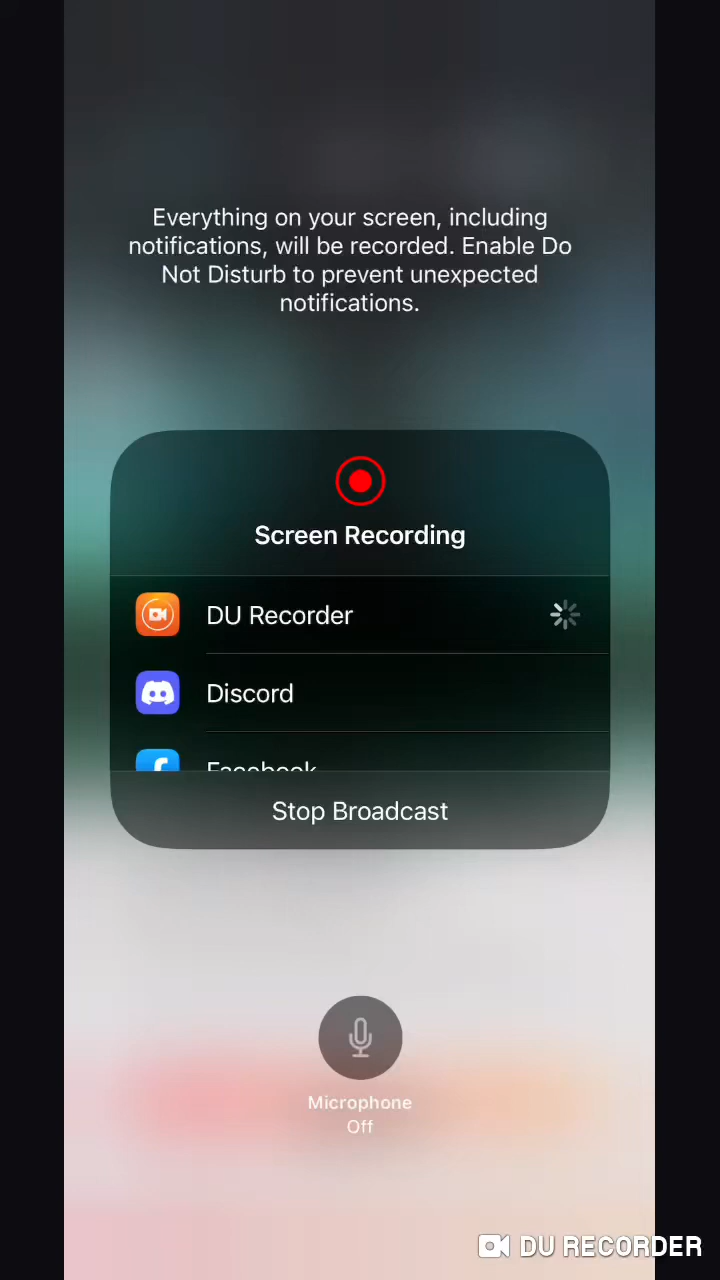 Everything on your screen, including
notifications, will be recorded. Enable Do
Not Disturb to prevent unexpected
notifications.
Screen Recording
DU Recorder
Discord
Facebook
Stop Broadcast
Microphone
Off
DU RECORDER